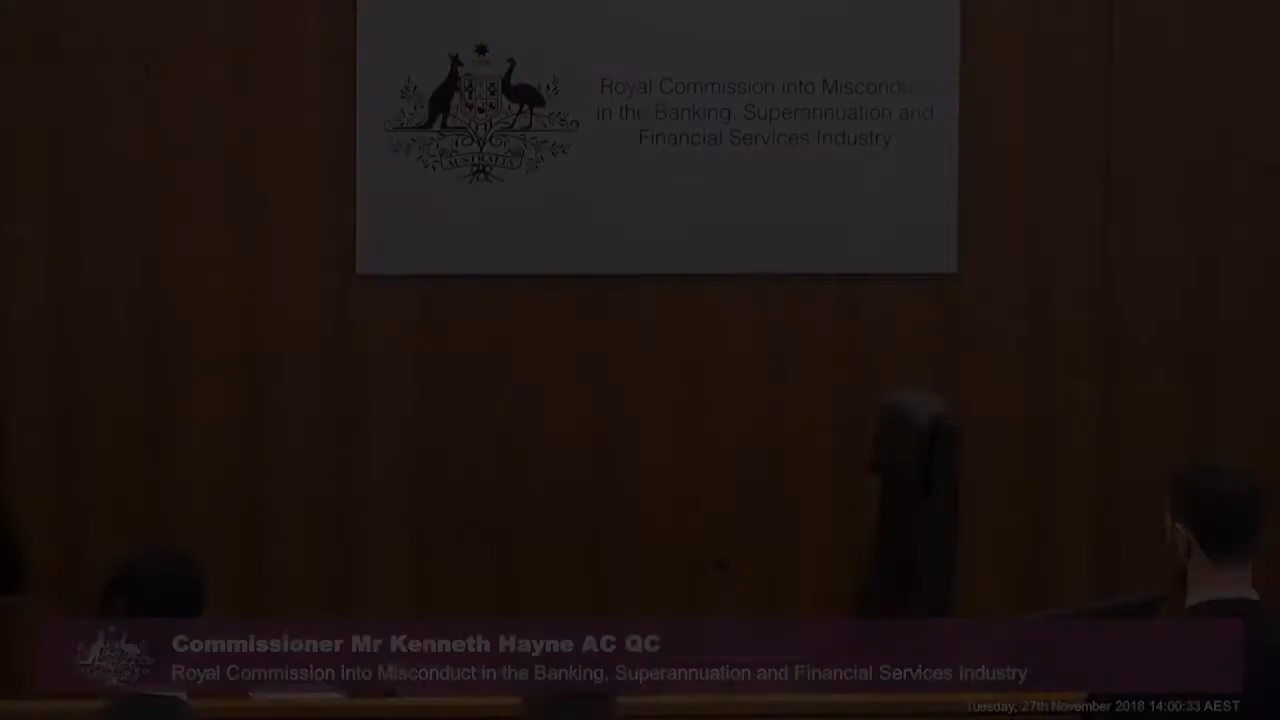 Royal Commission into Misconduct
in the Banking, Superannuation and
Financial Services Industry
AUSTRALIA
Commissioner Mr Kenneth Hayne AC QC
Royal Commission into Misconduct in the Banking, Superannuation and Financial Services Industry
Tuesday, 27th November 2018 14:00:33 AEST